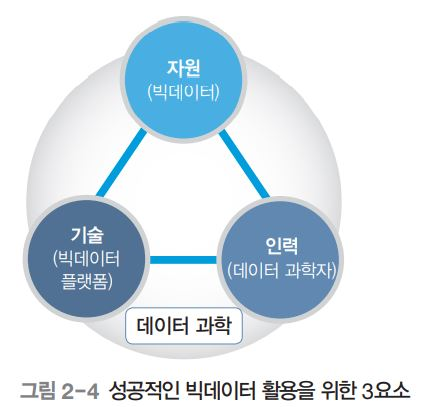 자원
(빅데이터)
기술
(빅데이터
플랫폼)
인력
(데이터 과학자)
데이터 과학
그림 2-4 성공적인 빅데이터 활용을 위한 3요소